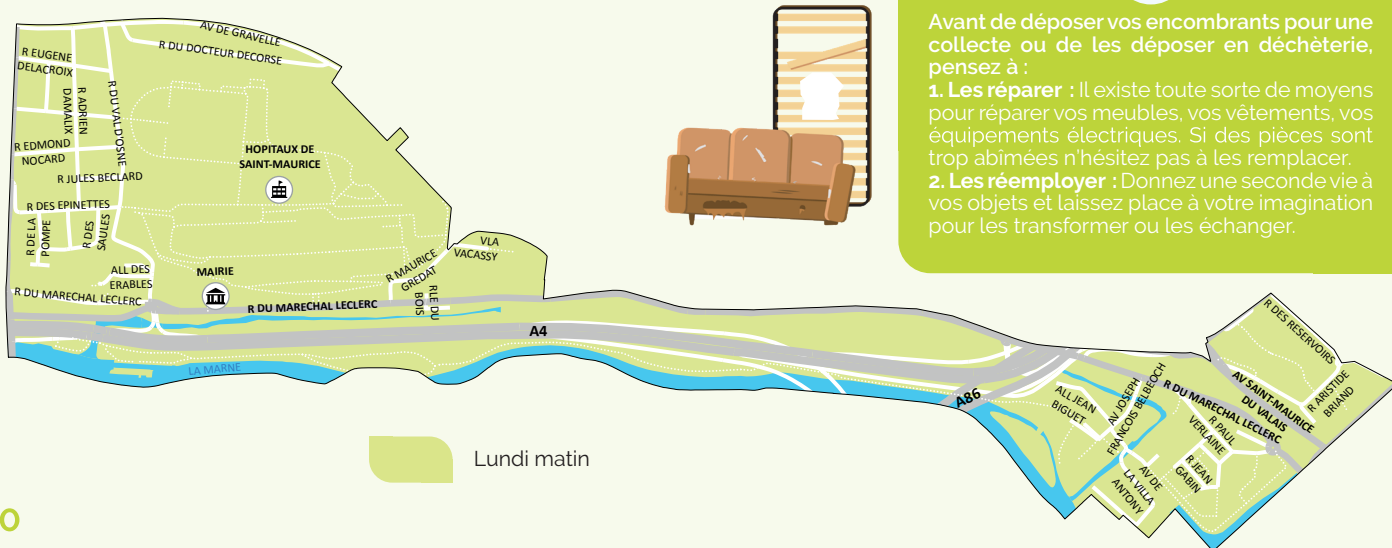 AV DE GRAVELLE
R DU DOCTEUR DECORSE
R EUGENE
DELACROIX
R ADRIEN
DAMALIX
R DU VAL D'OSNE
R EDMOND
NOCARD
R JULES BECLARD
R DES EPINETTES
R DE LA
POMPE
R DES
SAULES
HOPITAUX DE
SAINT-MAURICE
ALL DES
ERABLES
MAIRIE
R DU MARECHAL LECLERC
R DU MARECHAL LECLERC
R MAURICE
GREDAT
VLA
VACASSY
RLE DU
BOIS
A4
LA MARNE
A86
ALL JEAN
BIGUET
AV JOSEPH
FRANCOIS BELBEOCH
R DU MARECHAL LECLERC
AV SAINT-MAURICE
DU VALAIS
R DES RESERVOIRS
R ARISTIDE
BRIAND
R PAUL
VERLAINE
R JEAN
GABIN
AV DE
LA VILLA
ANTONY
Lundi matin
Avant de déposer vos encombrants pour une
collecte ou de les déposer en déchèterie,
pensez à :
1. Les réparer : Il existe toute sorte de moyens
pour réparer vos meubles, vos vêtements, vos
équipements électriques. Si des pièces sont
trop abîmées n'hésitez pas à les remplacer.
2. Les réemployer : Donnez une seconde vie à
vos objets et laissez place à votre imagination
pour les transformer ou les échanger.